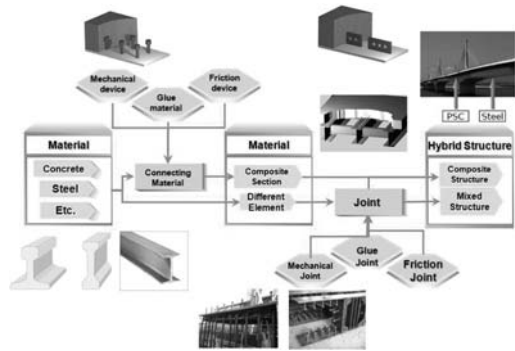 Mechanical
device
Glue
material
Friction
device
PSC
Steel
Material
Concrete
Steel
Etc.
Connecting
Material
Material
Composite
Section
Different
Element
Joint
Hybrid Structure
Composite
Structure
Mixed
Structure
Mechanical
Joint
Glue
Joint
Friction
Joint